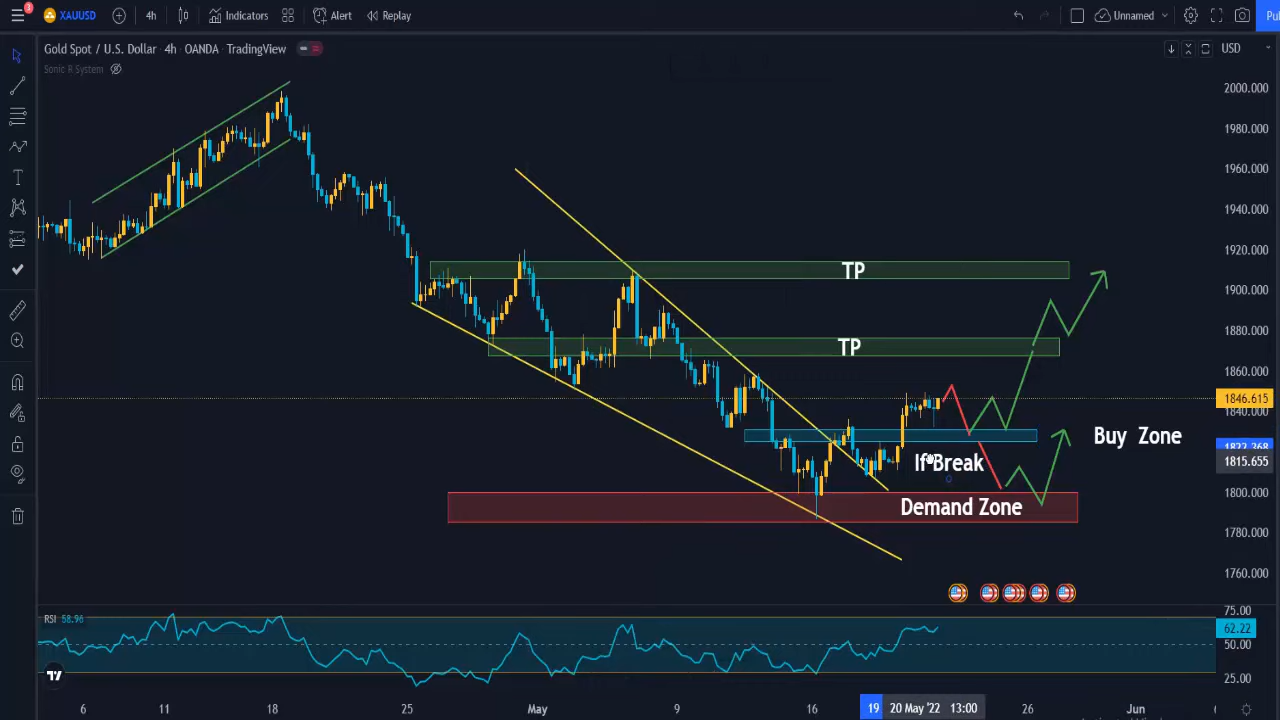 3
XAUUSD
4h
Indicators
Alert
Replay
Unnamed
Gold Spot / U.S. Dollar 4h OANDA TradingView
USD
Sonic R System
2000.000
1980.000
1960.000
1940.000
1920.000
1900.000
1880.000
1860.000
1846.615
1840.000
1815.655
1800.000
1780.000
1760.000
TP
TP
Buy Zone
If Break
Demand Zone
RSI 58.96
75.00
62.22
50.00
25.00
6
11
18
25
May
9
16
19
20 May '22 13:00
26
Jun